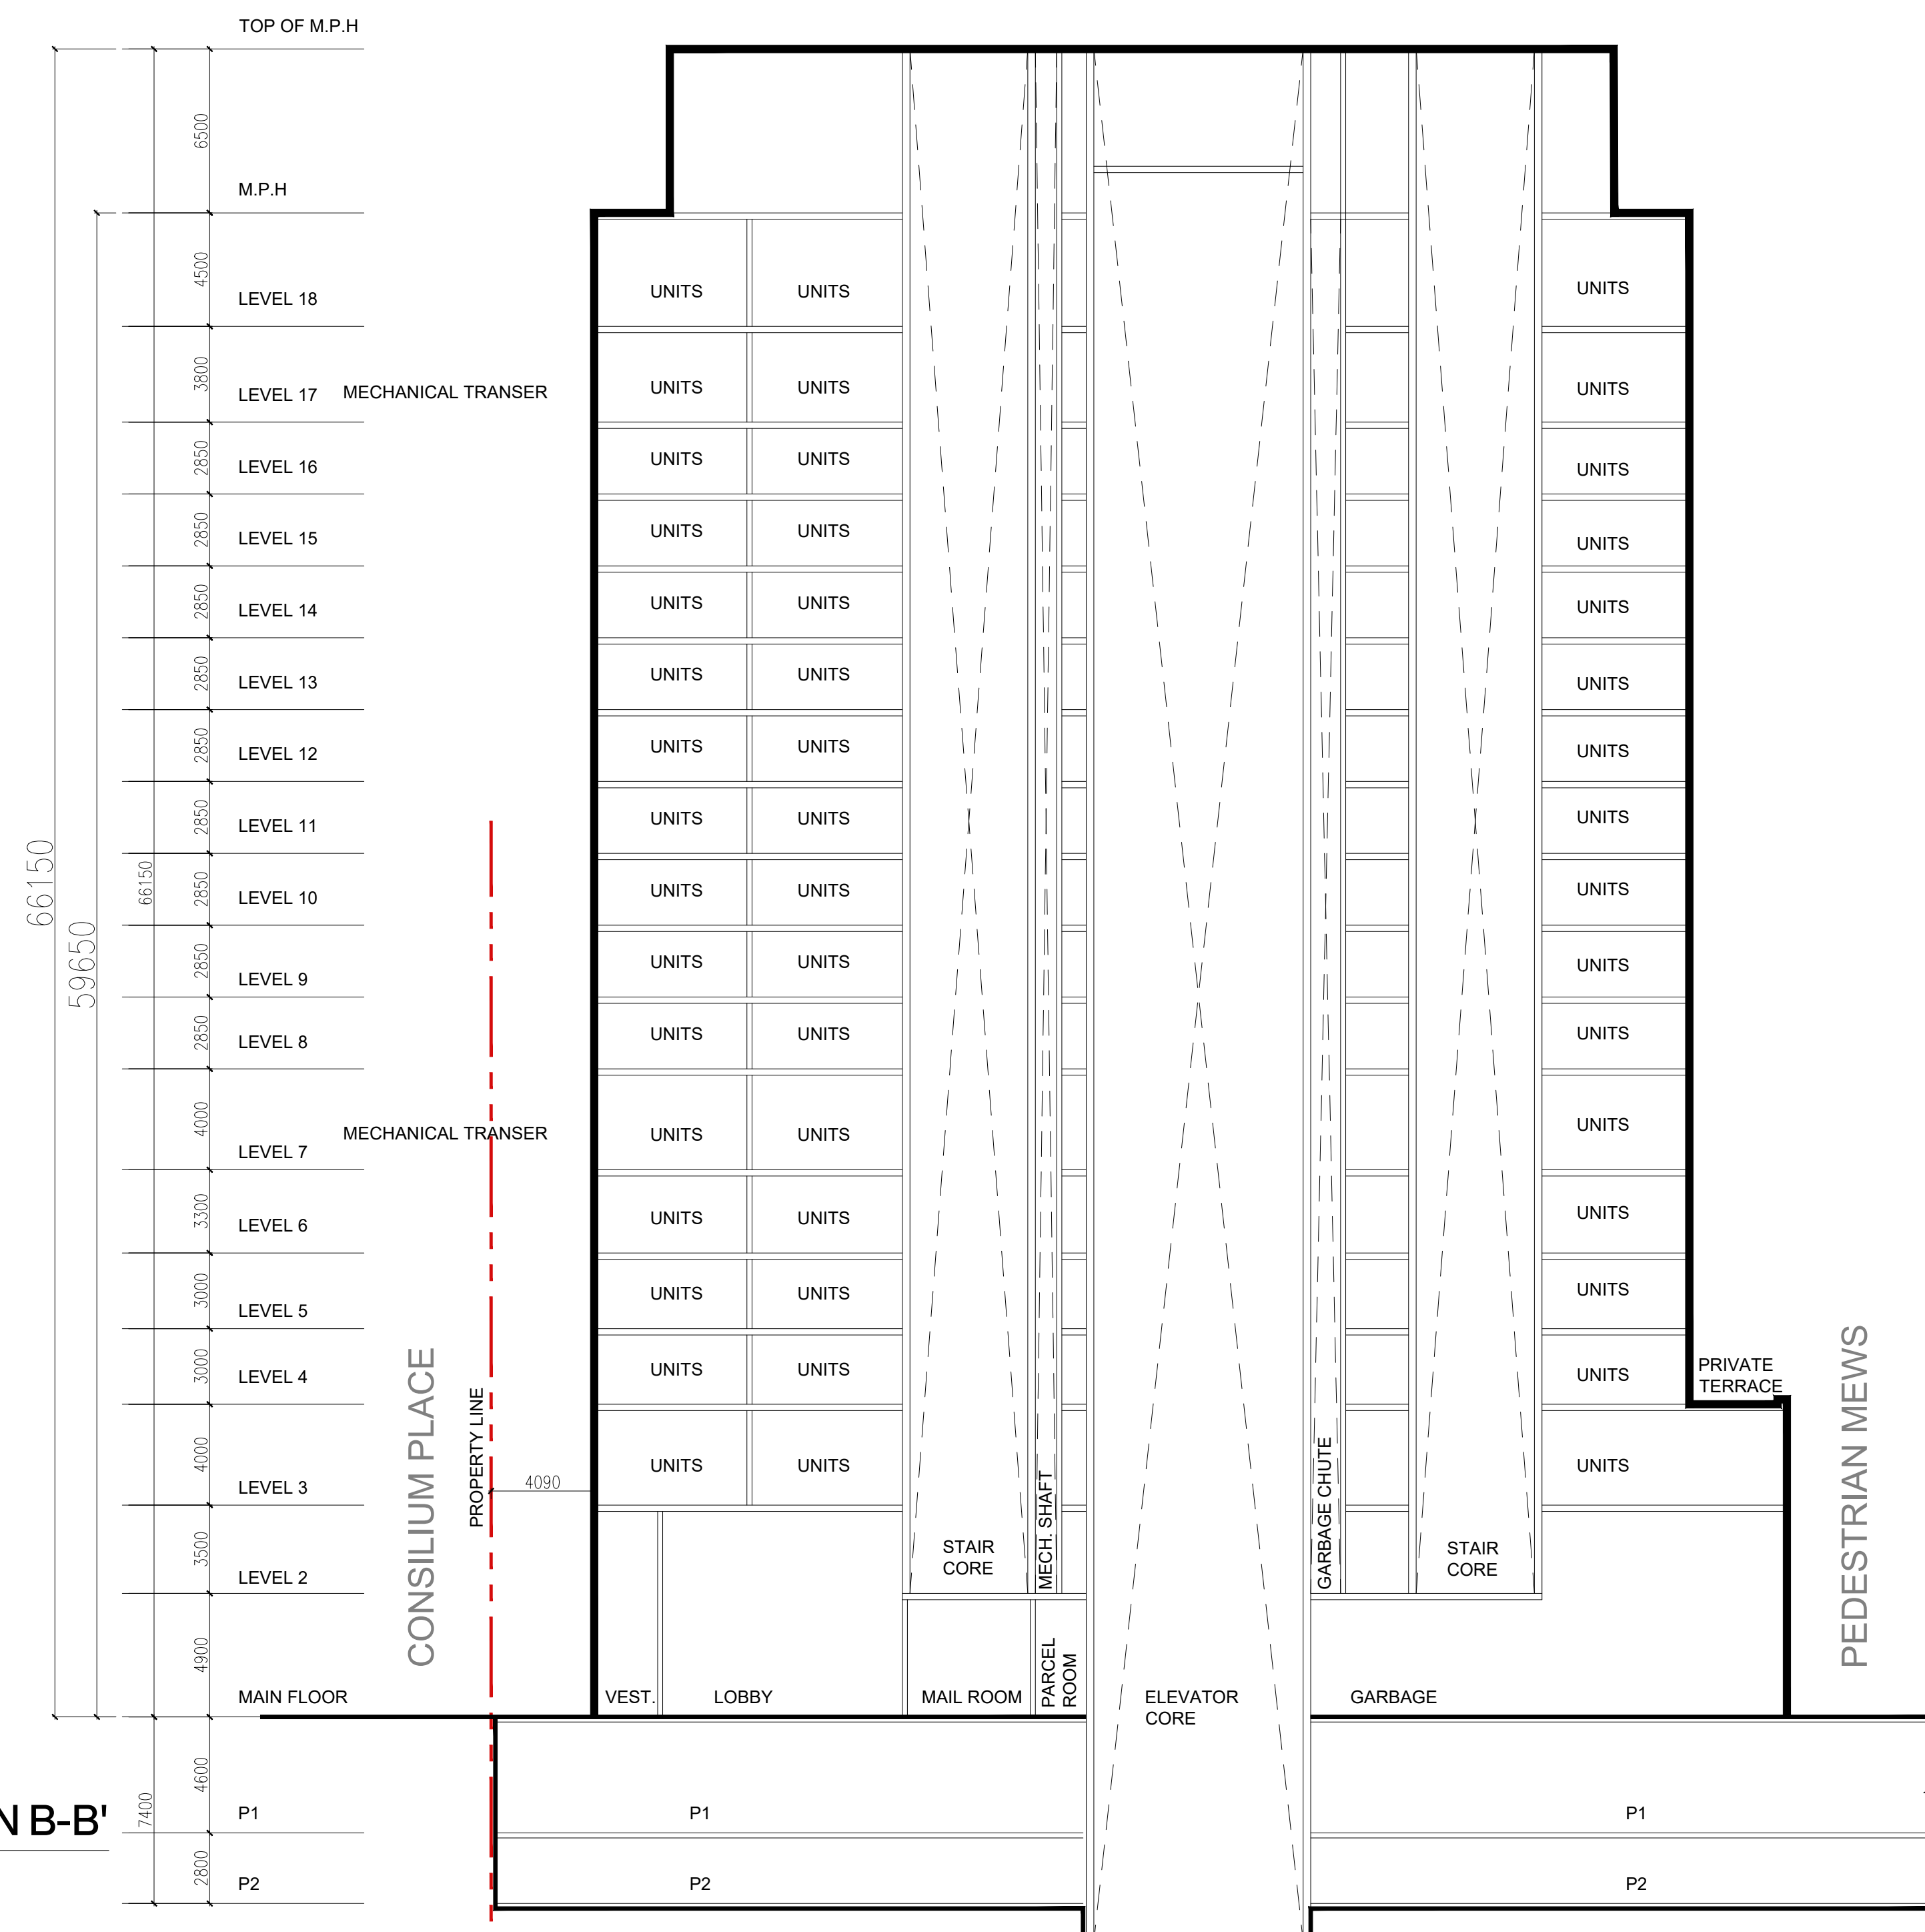 TOP OF M.P.H
6500
M.P.H
4500
LEVEL 18
UNITS
UNITS
UNITS
3800
LEVEL 17
MECHANICAL TRANSER
UNITS
UNITS
UNITS
2850
LEVEL 16
UNITS
UNITS
UNITS
2850
LEVEL 15
UNITS
UNITS
UNITS
2850
LEVEL 14
UNITS
UNITS
UNITS
2850
LEVEL 13
UNITS
UNITS
UNITS
2850
LEVEL 12
UNITS
UNITS
UNITS
2850
LEVEL 11
UNITS
UNITS
UNITS
66150
66150
2850
LEVEL 10
UNITS
UNITS
UNITS
59650
2850
LEVEL 9
UNITS
UNITS
UNITS
2850
LEVEL 8
UNITS
UNITS
UNITS
4000
LEVEL 7
MECHANICAL TRANSER
UNITS
UNITS
UNITS
3300
LEVEL 6
UNITS
UNITS
UNITS
3000
LEVEL 5
UNITS
UNITS
UNITS
3000
LEVEL 4
UNITS
UNITS
UNITS
PRIVATE
TERRACE
4000
LEVEL 3
CONSILIUM PLACE
PROPERTY LINE
4090
UNITS
UNITS
UNITS
PEDESTRIAN MEWS
3500
LEVEL 2
STAIR
CORE
MECH. SHAFT
GARBAGE CHUTE
STAIR
CORE
4900
MAIN FLOOR
VEST.
LOBBY
MAIL ROOM
PARCEL
ROOM
ELEVATOR
CORE
GARBAGE
4600
7400
N B-B'
P1
P1
P1
2800
P2
P2
P2